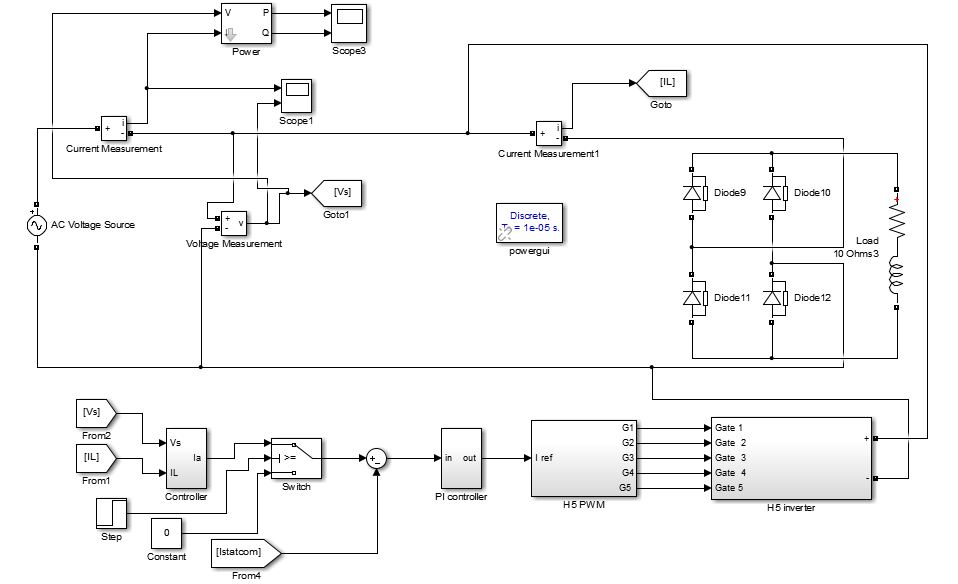 V
P
Q
Power
Scope3
Scope1
+
i
-
Current Measurement
[IL]
Goto
+
i
-
Current Measurement1
[Vs]
Goto1
+
-
v
Voltage Measurement
+
AC Voltage Source
Discrete,
= 1e-05 s.
powergui
Diode9
Diode10
+
Load
10 Ohms3
Diode11
Diode12
[Vs]
From2
[IL]
From1
Vs
IL
Ia
Controller
>=
Switch
Step
0
Constant
[Istatcom]
From4
+
-
in
out
PI controller
I ref
G1
G2
G3
G4
G5
H5 PWM
Gate 1
Gate 2
Gate 3
Gate 4
Gate 5
+
-
H5 inverter